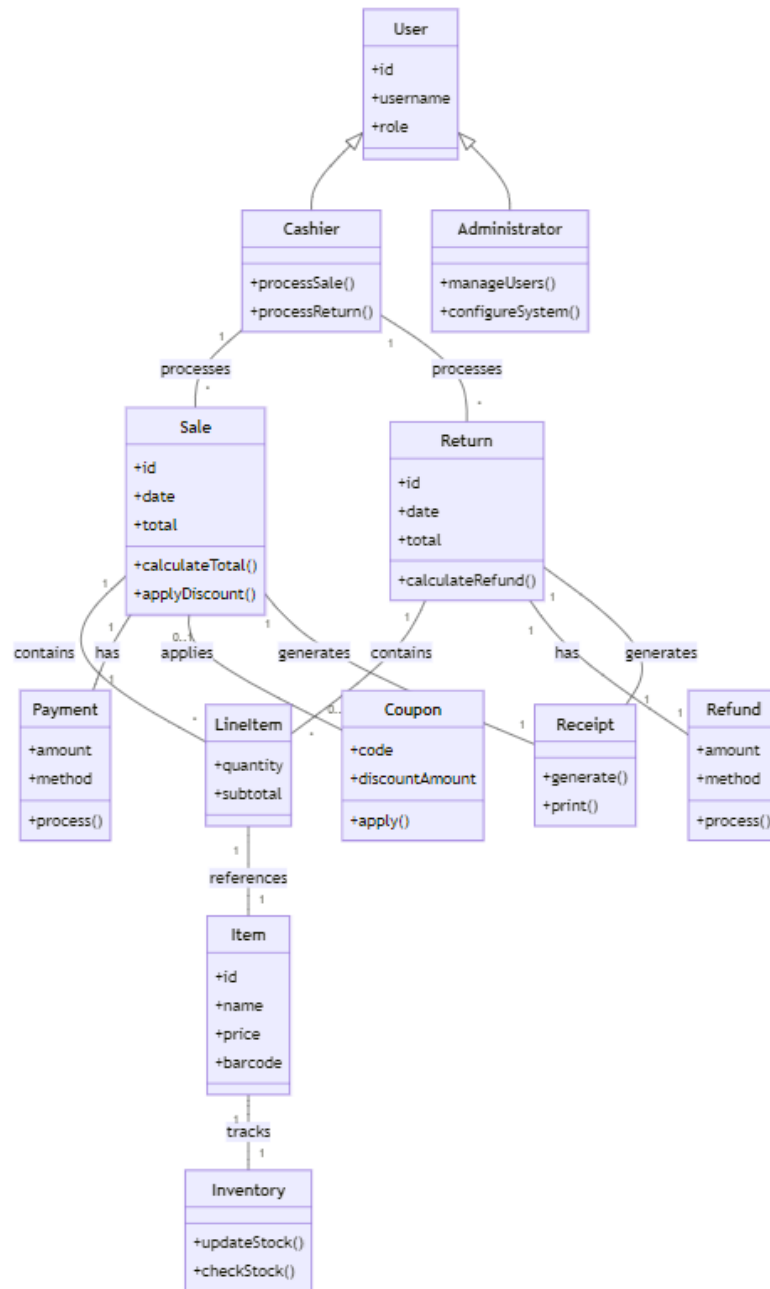 User
+id
+username
+role
Cashier
+processSale()
+processReturn()
Administrator
+manageUsers()
+configureSystem()
1
1
processes
processes
*
*
Sale
+id
+date
+total
+calculateTotal()
+applyDiscount()
Return
+id
+date
+total
+calculateRefund()
1
1
0..1
1
1
1
1
contains
has
applies
generates
contains
has
generates
1
*
0..
*
1
1
1
Payment
+amount
+method
+process()
LineItem
+quantity
+subtotal
Coupon
+code
+discountAmount
+apply()
Receipt
+generate()
+print()
Refund
+amount
+method
+process()
1
references
1
Item
+id
+name
+price
+barcode
1
tracks
1
Inventory
+updateStock()
+checkStock()